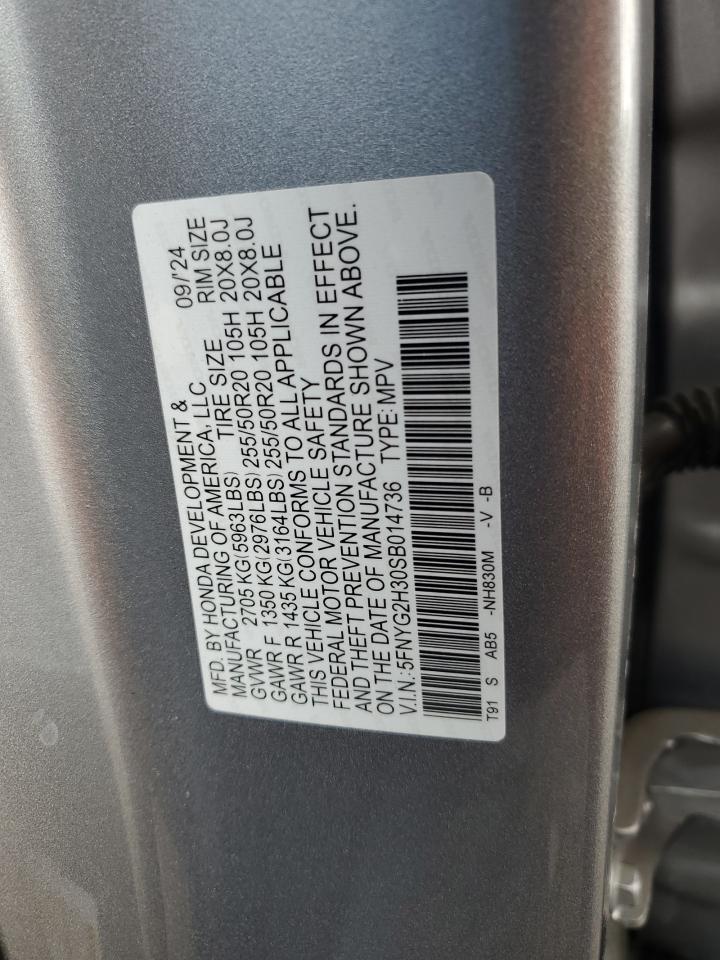 MFD. BY HONDA DEVELOPMENT & 09/'24
MANUFACTURING OF AMERICA, LLC
GVWR 2705 KG(5963LBS) TIRE SIZE RIM SIZE
GAWR F 1350 KG(2976LBS) 255/50R20 105H 20X8.0J
GAWR R 1435 KG(3164LBS) 255/50R20 105H 20X8.0J
THIS VEHICLE CONFORMS TO ALL APPLICABLE
FEDERAL MOTOR VEHICLE SAFETY
AND THEFT PREVENTION STANDARDS IN EFFECT
ON THE DATE OF MANUFACTURE SHOWN ABOVE.
V.I.N.:5FNYG2H30SB014736 TYPE: MPV
T91 S AB5 -NH830M -V -B